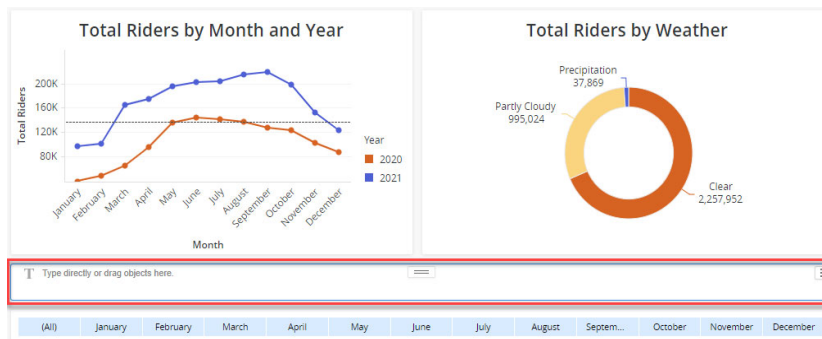 Total Riders by Month and Year
Total Riders
200K
160K
120K
80K
January
February
March
April
May
June
July
August
September
October
November
December
Month
Year
2020
2021
Total Riders by Weather
Precipitation
37,869
Partly Cloudy
995,024
Clear
2,257,952
T Type directly or drag objects here.
(All) January February March April May June July August Septem... October November December